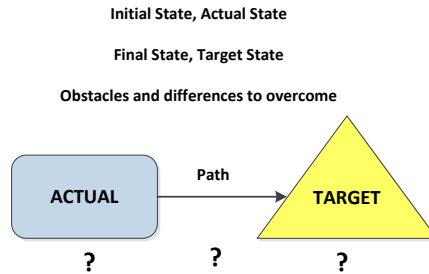 Initial State, Actual State
Final State, Target State
Obstacles and differences to overcome
Path
ACTUAL
TARGET
?
?
?